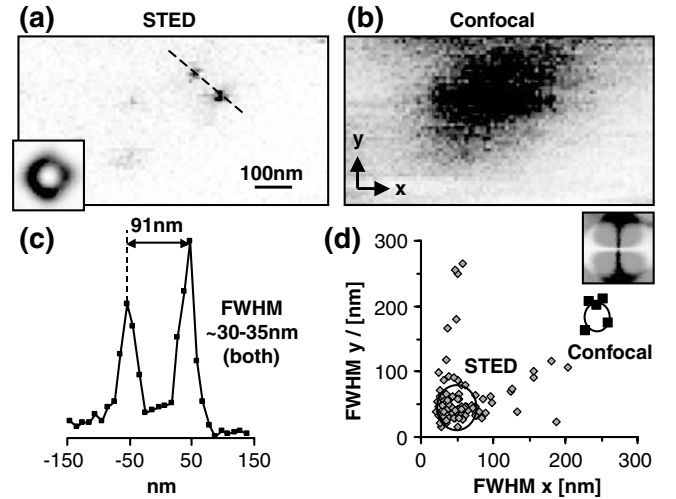 (a) STED
(b) Confocal
100nm
y
x
(c) 91nm
FWHM
~30-35nm
(both)
-150 -50 50 150
nm
(d)
FWHM y / [nm]
300
200
100
0
STED
Confocal
0 100 200 300
FWHM x [nm]